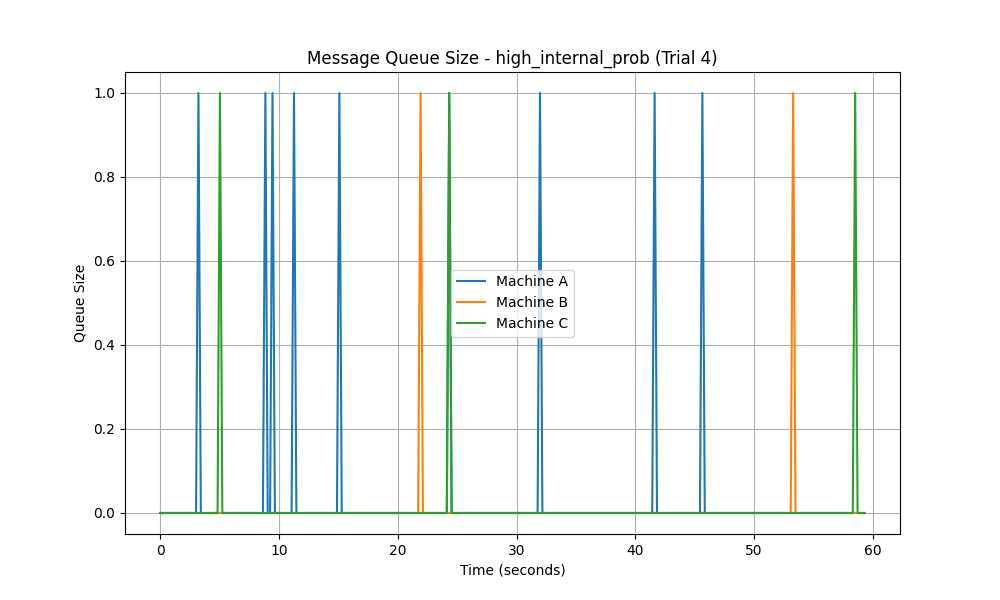 Message Queue Size - high_internal_prob (Trial 4)
1.0
0.8
0.6
0.4
0.2
0.0
Queue Size
Machine A
Machine B
Machine C
0 10 20 30 40 50 60
Time (seconds)